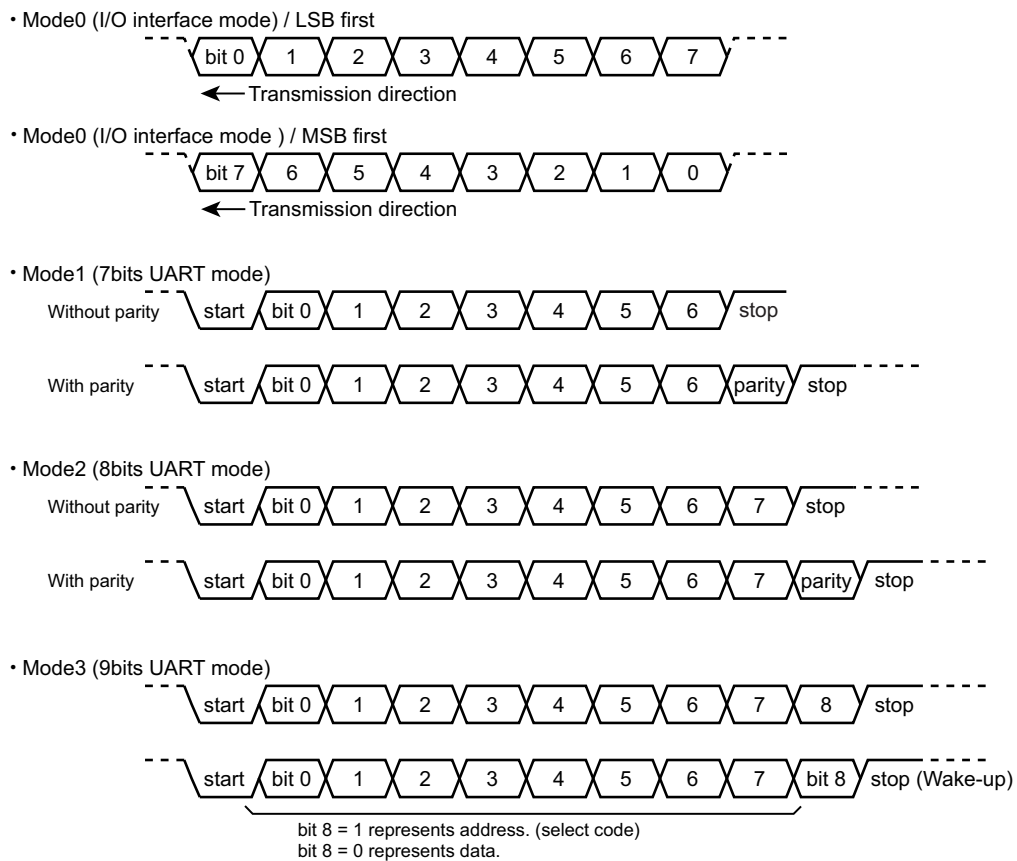 ・Mode0 (I/O interface mode) / LSB first
bit 0 1 2 3 4 5 6 7
Transmission direction
・Mode0 (I/O interface mode ) / MSB first
bit 7 6 5 4 3 2 1 0
Transmission direction
・Mode1 (7bits UART mode)
Without parity start bit 0 1 2 3 4 5 6 stop
With parity start bit 0 1 2 3 4 5 6 parity stop
・Mode2 (8bits UART mode)
Without parity start bit 0 1 2 3 4 5 6 7 stop
With parity start bit 0 1 2 3 4 5 6 7 parity stop
・Mode3 (9bits UART mode)
start bit 0 1 2 3 4 5 6 7 8 stop
start bit 0 1 2 3 4 5 6 7 bit 8 stop (Wake-up)
bit 8 = 1 represents address. (select code)
bit 8 = 0 represents data.